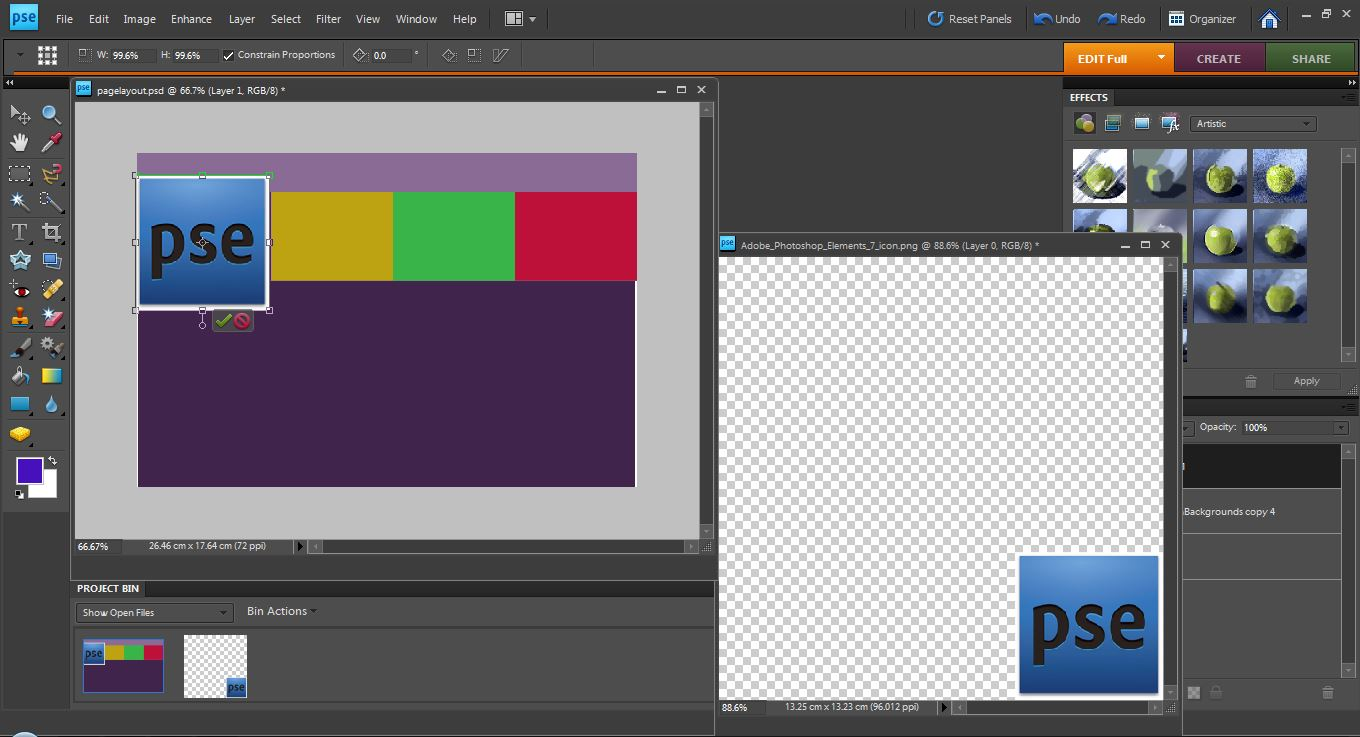 pse File Edit Image Enhance Layer Select Filter View Window Help Reset Panels Undo Redo Organizer
W: 99.6% H: 99.6% Constrain Proportions 0.0 ° EDIT Full CREATE SHARE
pse pagelayout.psd @ 66.7% (Layer 1, RGB/8) *
EFFECTS
Artistic
pse
pse Adobe_Photoshop_Elements_7_icon.png @ 88.6% (Layer 0, RGB/8) *
T
Apply
Opacity: 100%
Backgrounds copy 4
66.67% 26.46 cm x 17.64 cm (72 ppi)
pse
PROJECT BIN
Show Open Files Bin Actions
pse
pse
88.6% 13.25 cm x 13.23 cm (96.012 ppi)